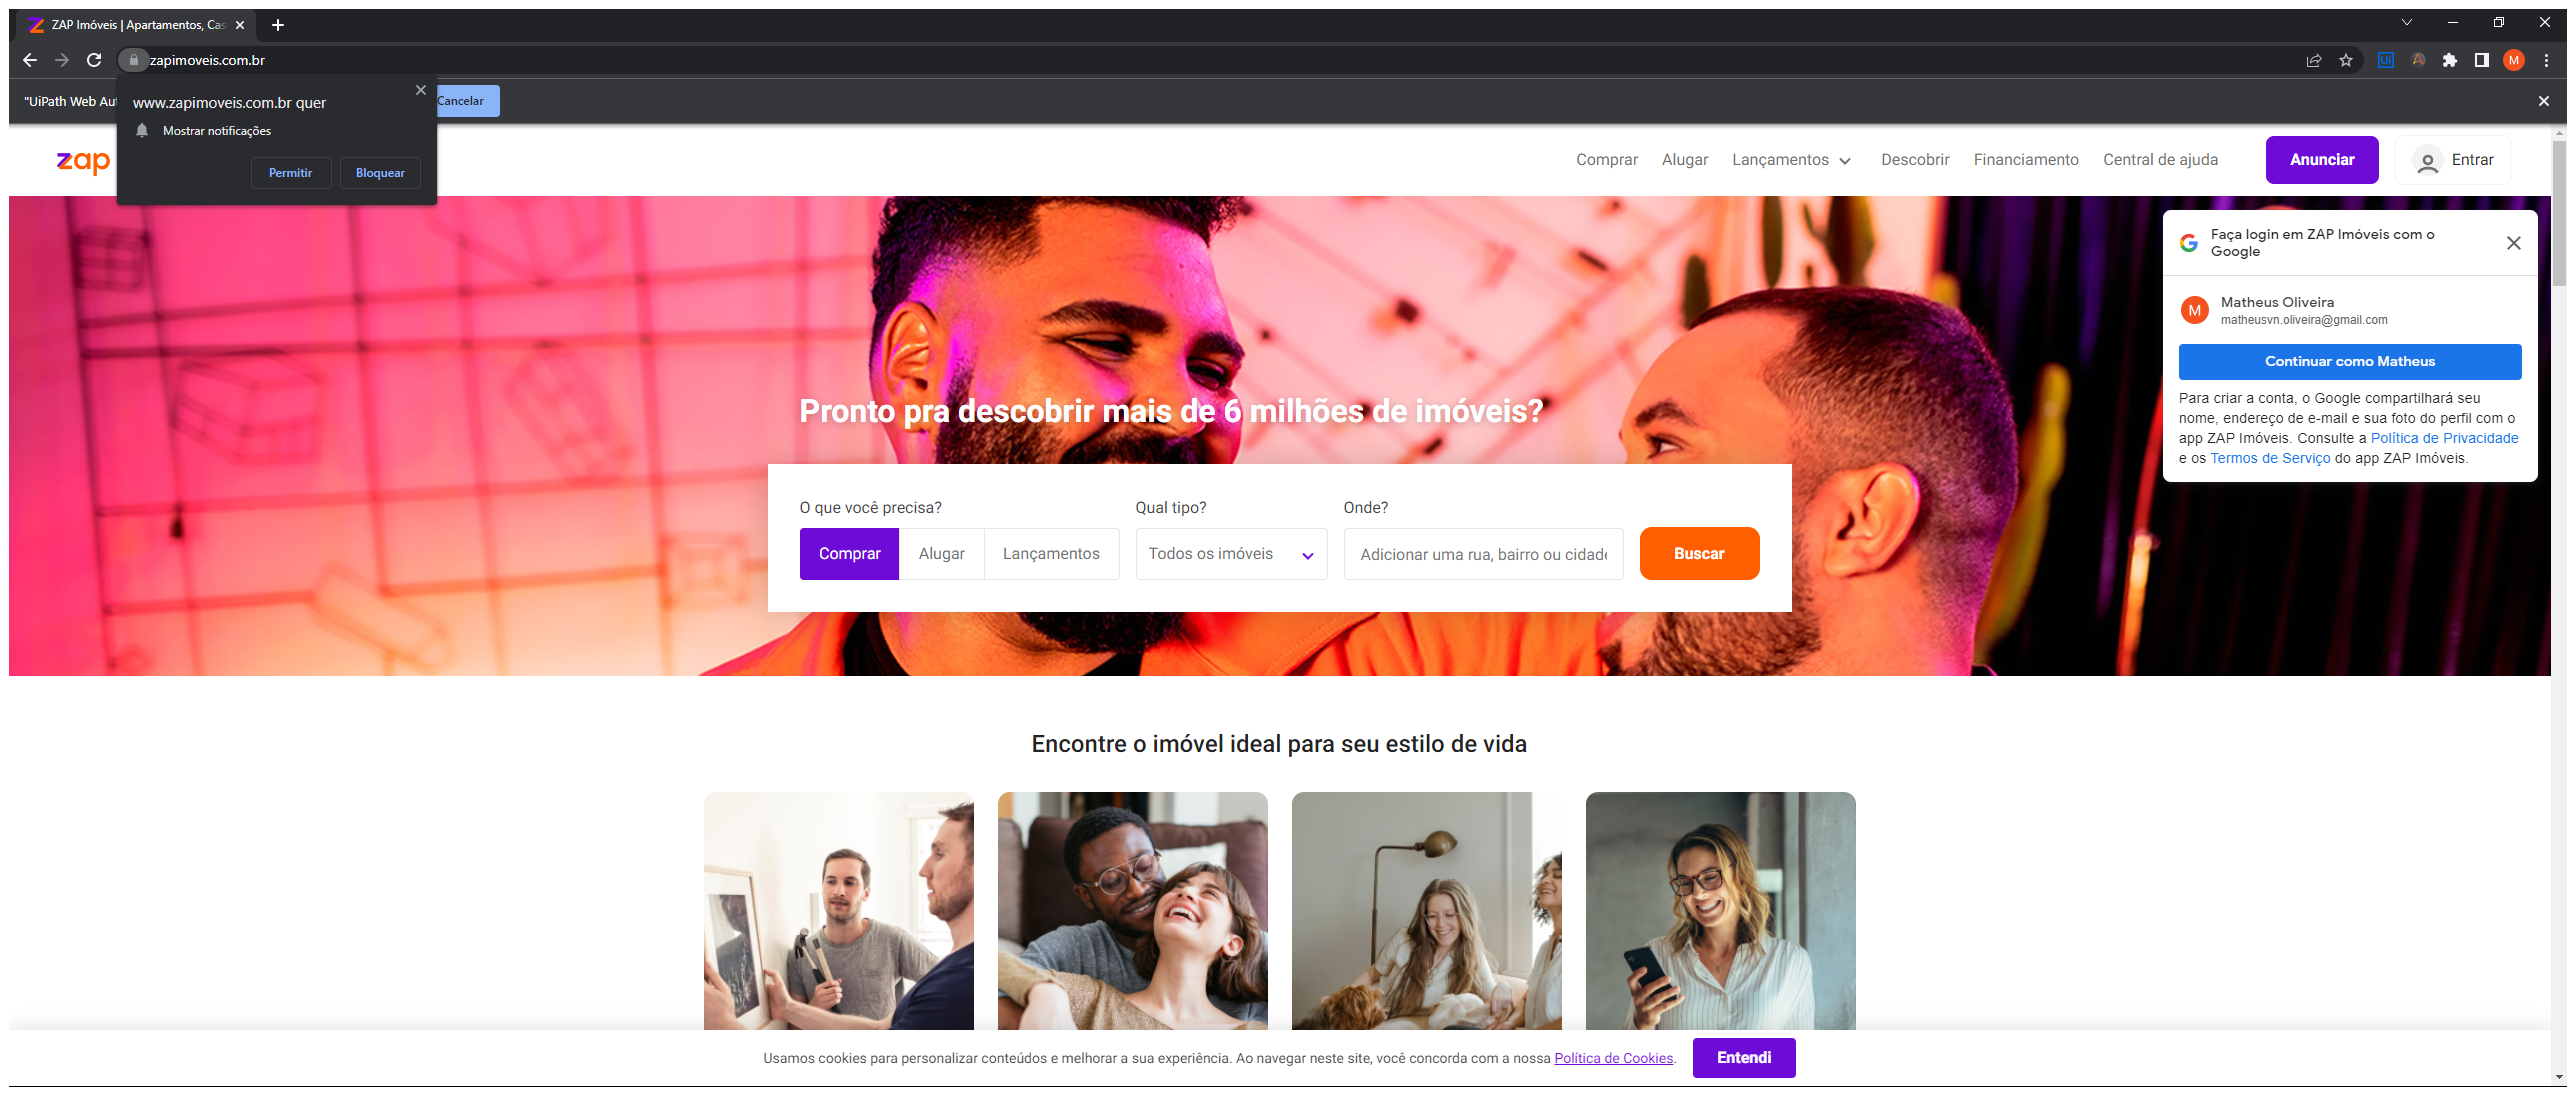 ZAP Imóveis | Apartamentos, Cas
zapimoveis.com.br
M
"UiPath Web Aut
Cancelar
www.zapimoveis.com.br quer
Mostrar notificações
Permitir
Bloquear
zap
Comprar
Alugar
Lançamentos
Descobrir
Financiamento
Central de ajuda
Anunciar
Entrar
Faça login em ZAP Imóveis com o
Google
M
Matheus Oliveira
matheusvn.oliveira@gmail.com
Continuar como Matheus
Para criar a conta, o Google compartilhará seu
nome, endereço de e-mail e sua foto do perfil com o
app ZAP Imóveis. Consulte a Política de Privacidade
e os Termos de Serviço do app ZAP Imóveis.
Pronto pra descobrir mais de 6 milhões de imóveis?
O que você precisa?
Qual tipo?
Onde?
Comprar
Alugar
Lançamentos
Todos os imóveis
Adicionar uma rua, bairro ou cidade
Buscar
Encontre o imóvel ideal para seu estilo de vida
Usamos cookies para personalizar conteúdos e melhorar a sua experiência. Ao navegar neste site, você concorda com a nossa Política de Cookies.
Entendi